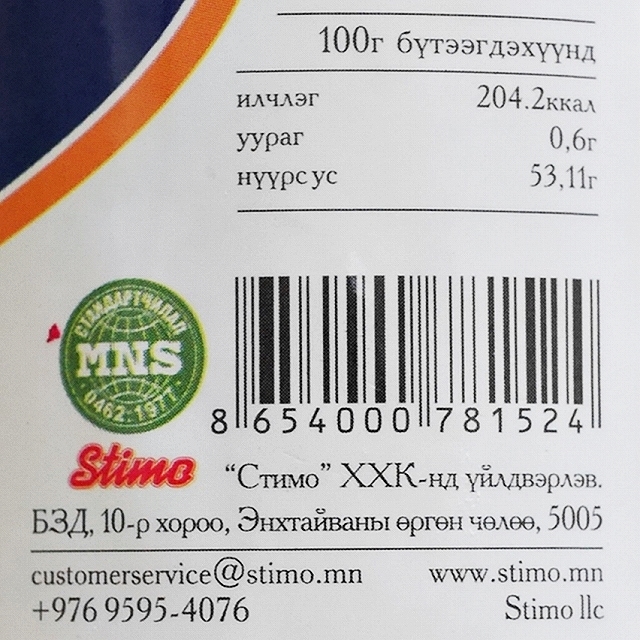 100г бүтээгдэхүүнд
илчлэг 204.2ккал
уураг 0,6г
нүүрс ус 53,11г
СТАНДАРТЧИЛАЛ
MNS
0462:1977
8 654000 781524
Stimo
“Стимо” ХХК-нд үйлдвэрлэв.
БЗД, 10-р хороо, Энхтайваны өргөн чөлөө, 5005
customerservice@stimo.mn www.stimo.mn
+976 9595-4076 Stimo llc